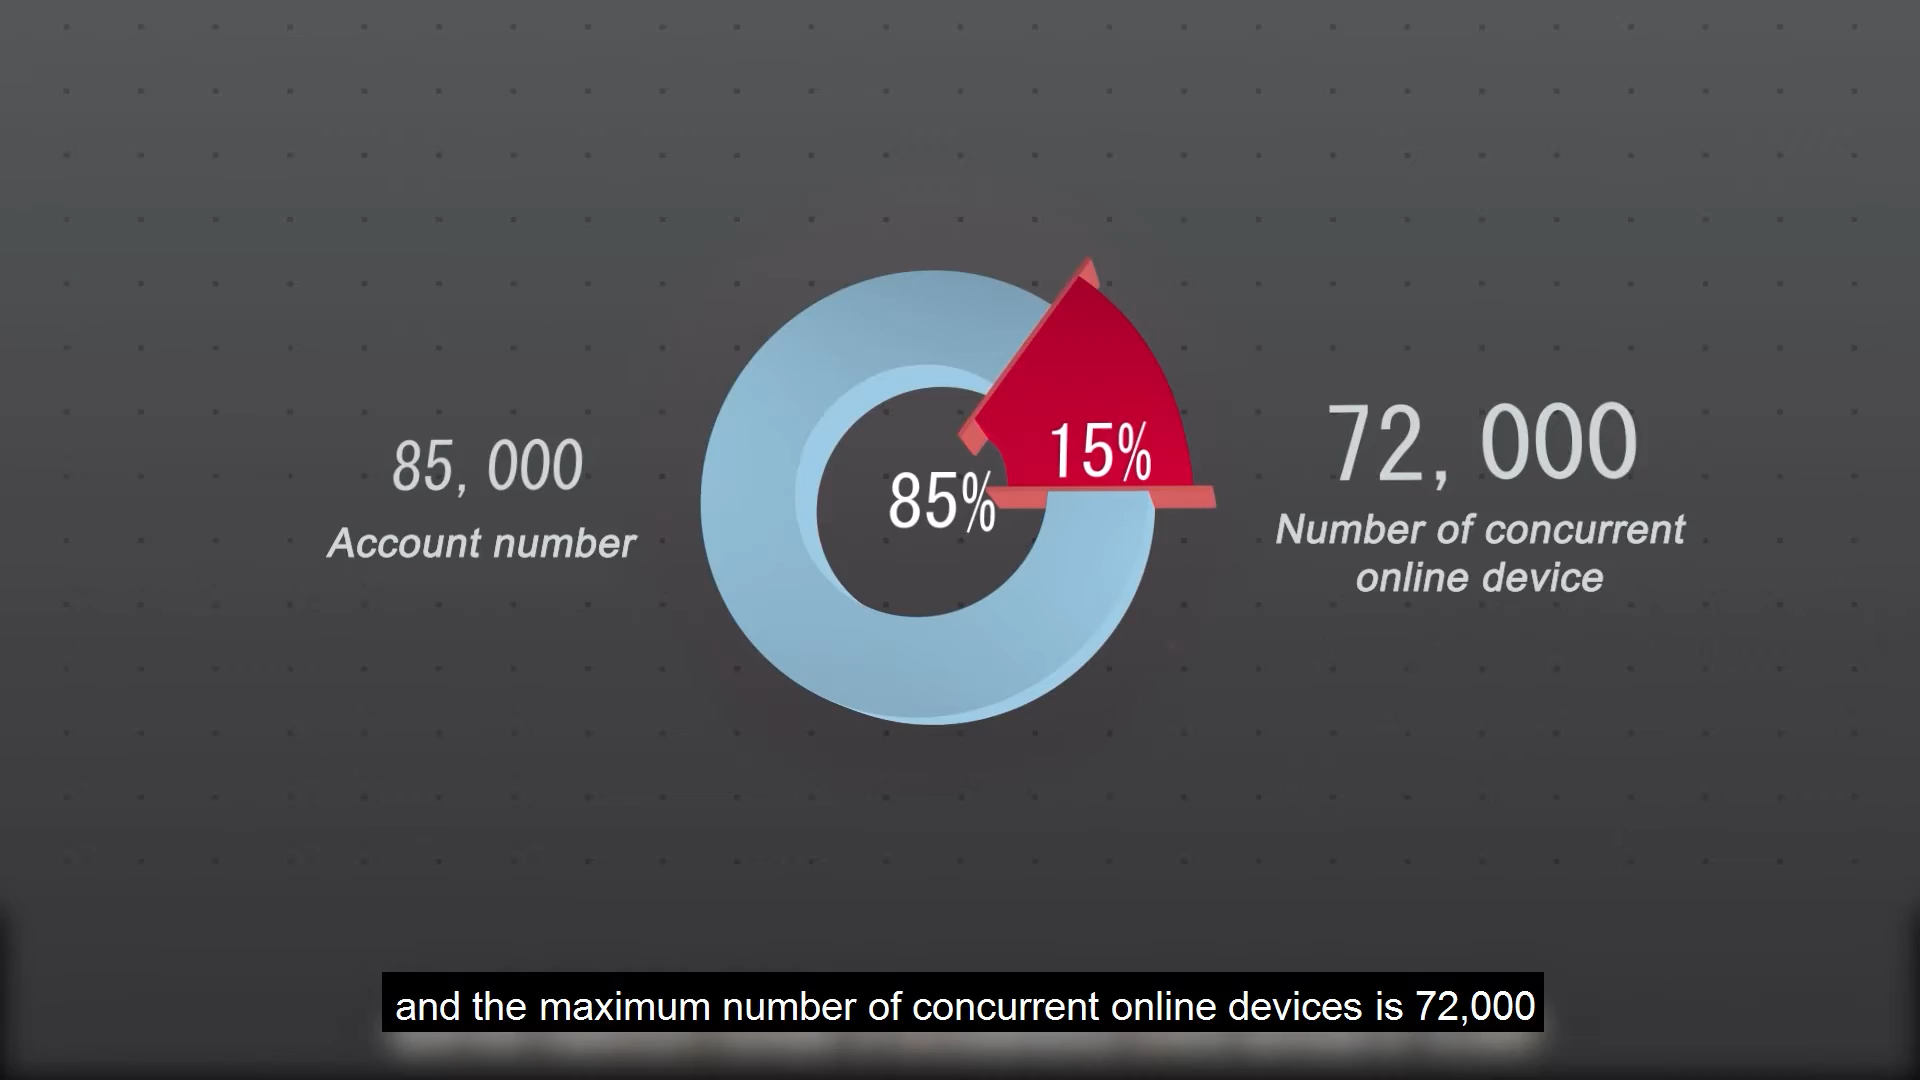 85,000
Account number
85%
15%
72,000
Number of concurrent
online device
and the maximum number of concurrent online devices is 72,000